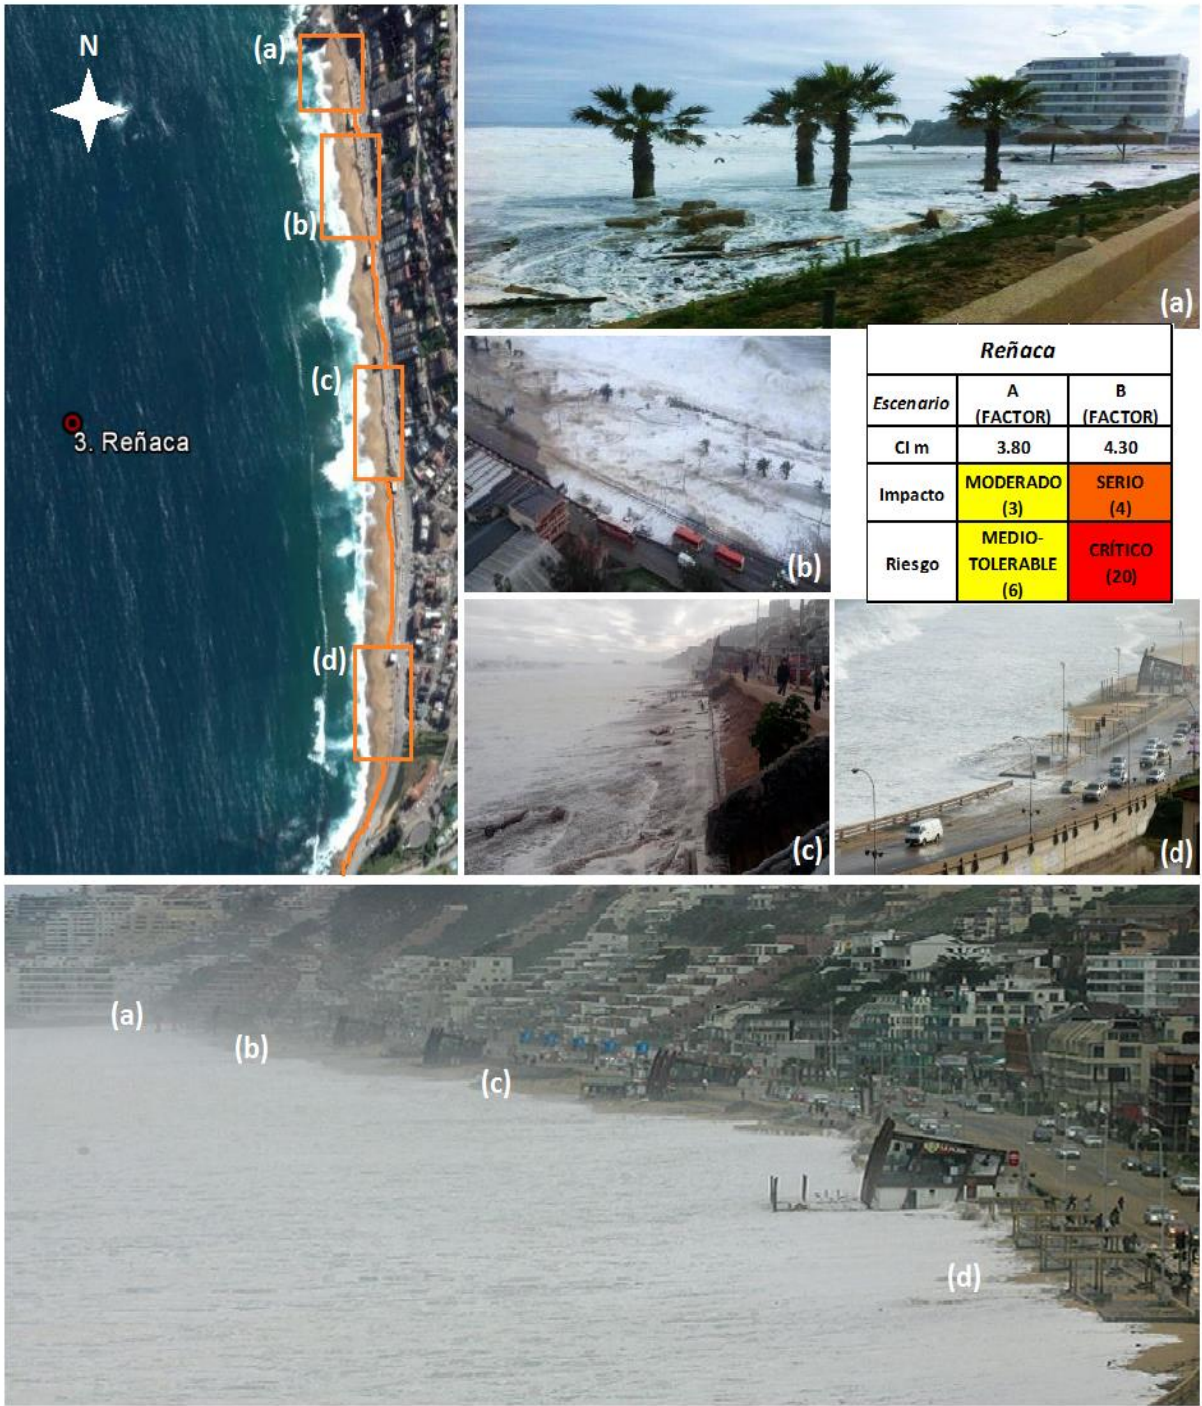 N
(a)
(b)
(c)
3. Reñaca
(d)
(a)
(b)
Reñaca
Escenario A (FACTOR) B (FACTOR)
CI m 3.80 4.30
Impacto MODERADO (3) SERIO (4)
Riesgo MEDIO-TOLERABLE (6) CRÍTICO (20)
(c)
(d)
(a)
(b)
(c)
(d)